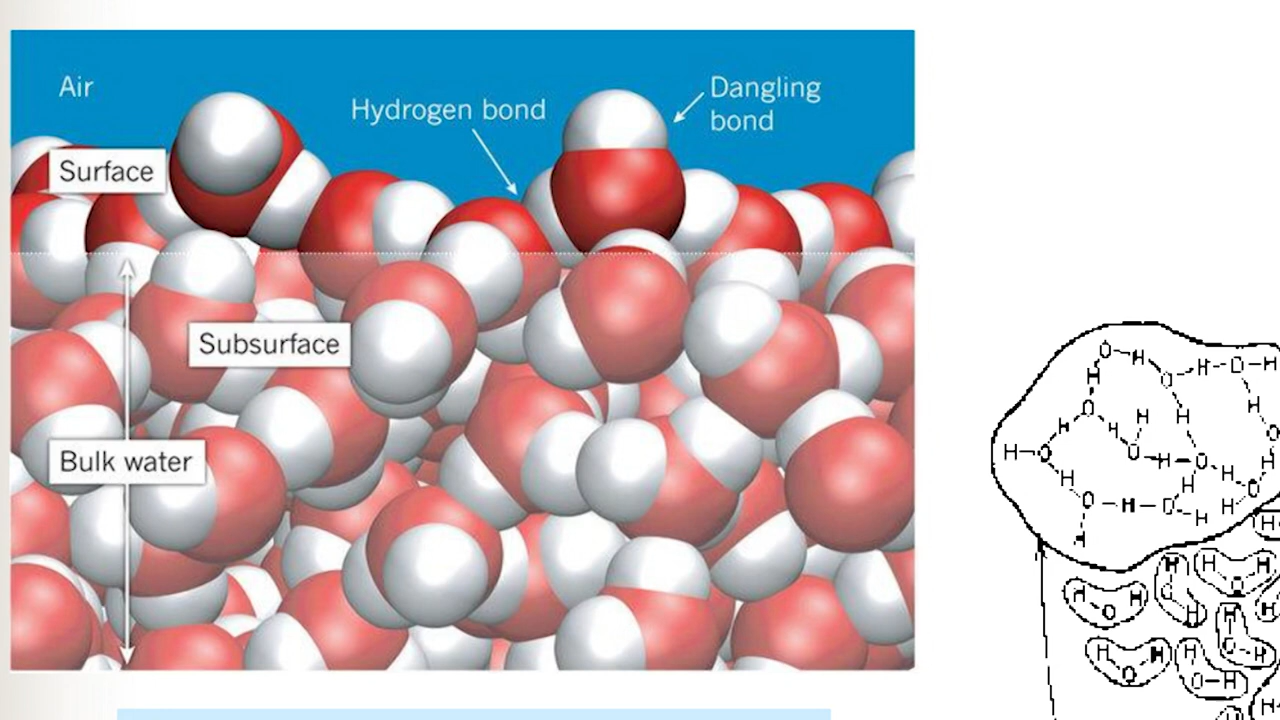 Air
Hydrogen bond
Dangling
bond
Surface
Subsurface
Bulk water
O H O H O H
H
O H H H
H H O H O H O
H O H H H
H O H O H O
H H
H
H O H
H O H
H O H
H O H
H O H
H O H